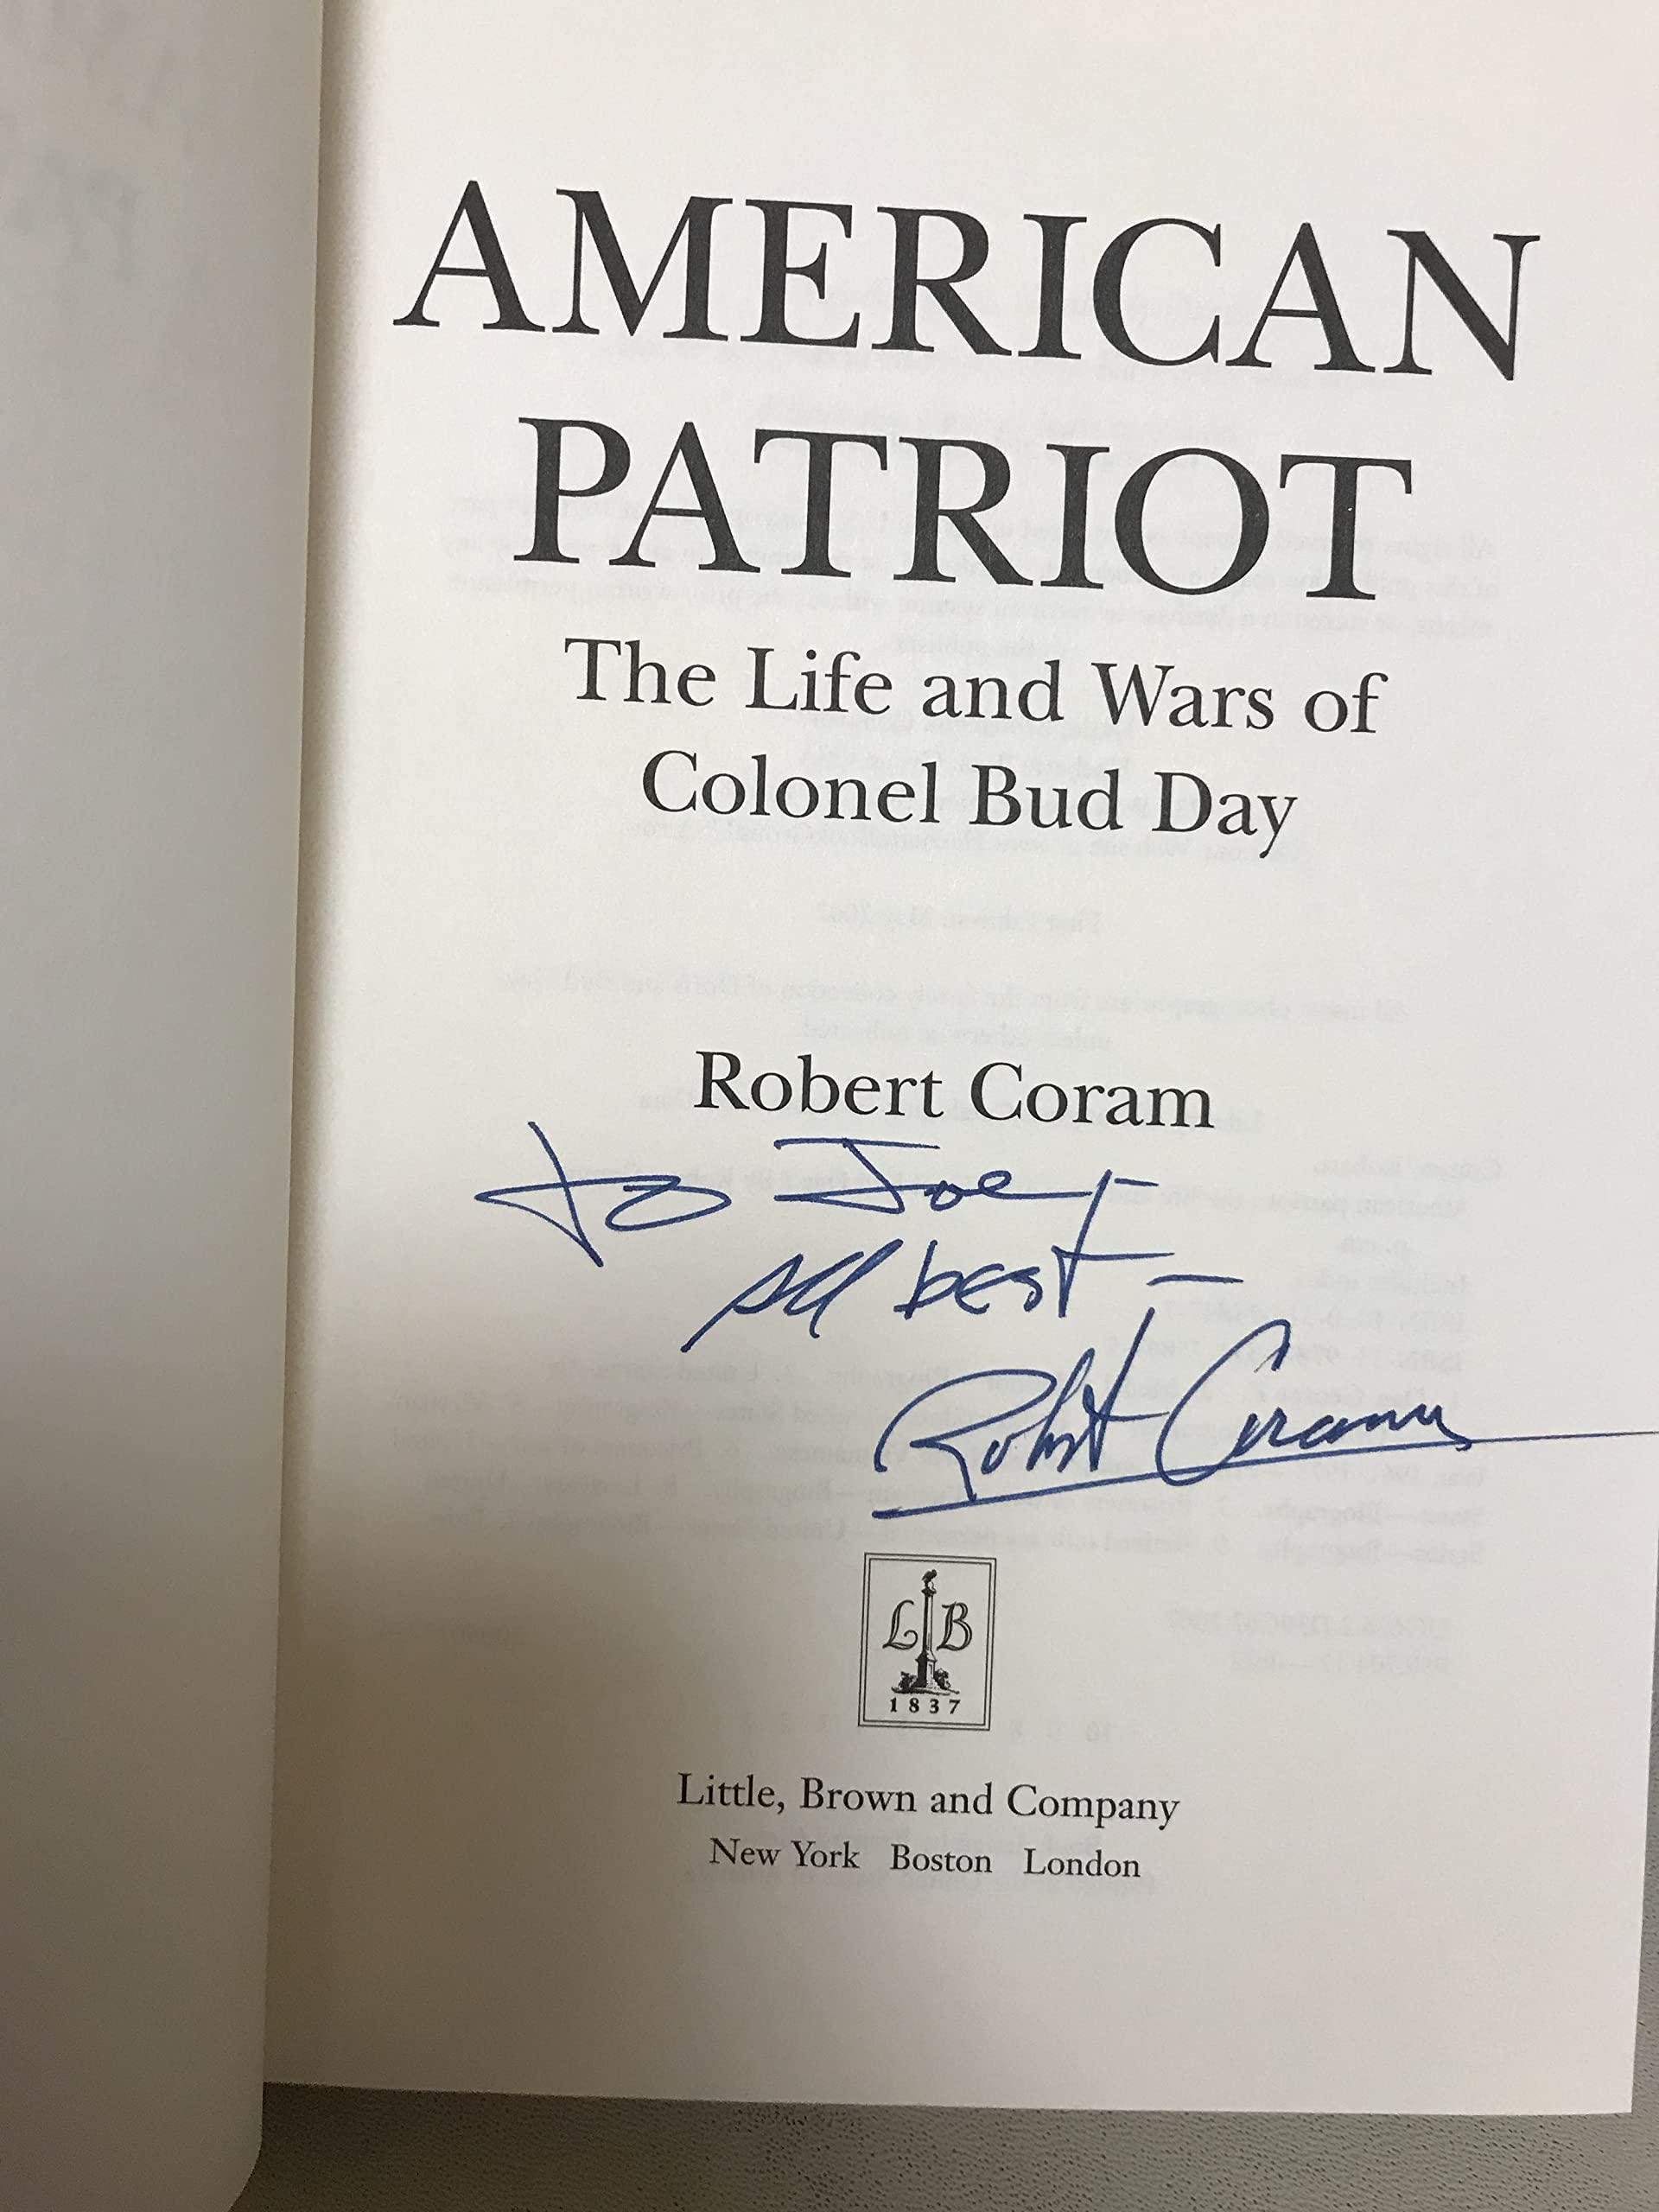 AMERICAN
PATRIOT
The Life and Wars of
Colonel Bud Day
Robert Coram
to Joe
all best —
Robert Coram
L B
1837
Little, Brown and Company
New York Boston London